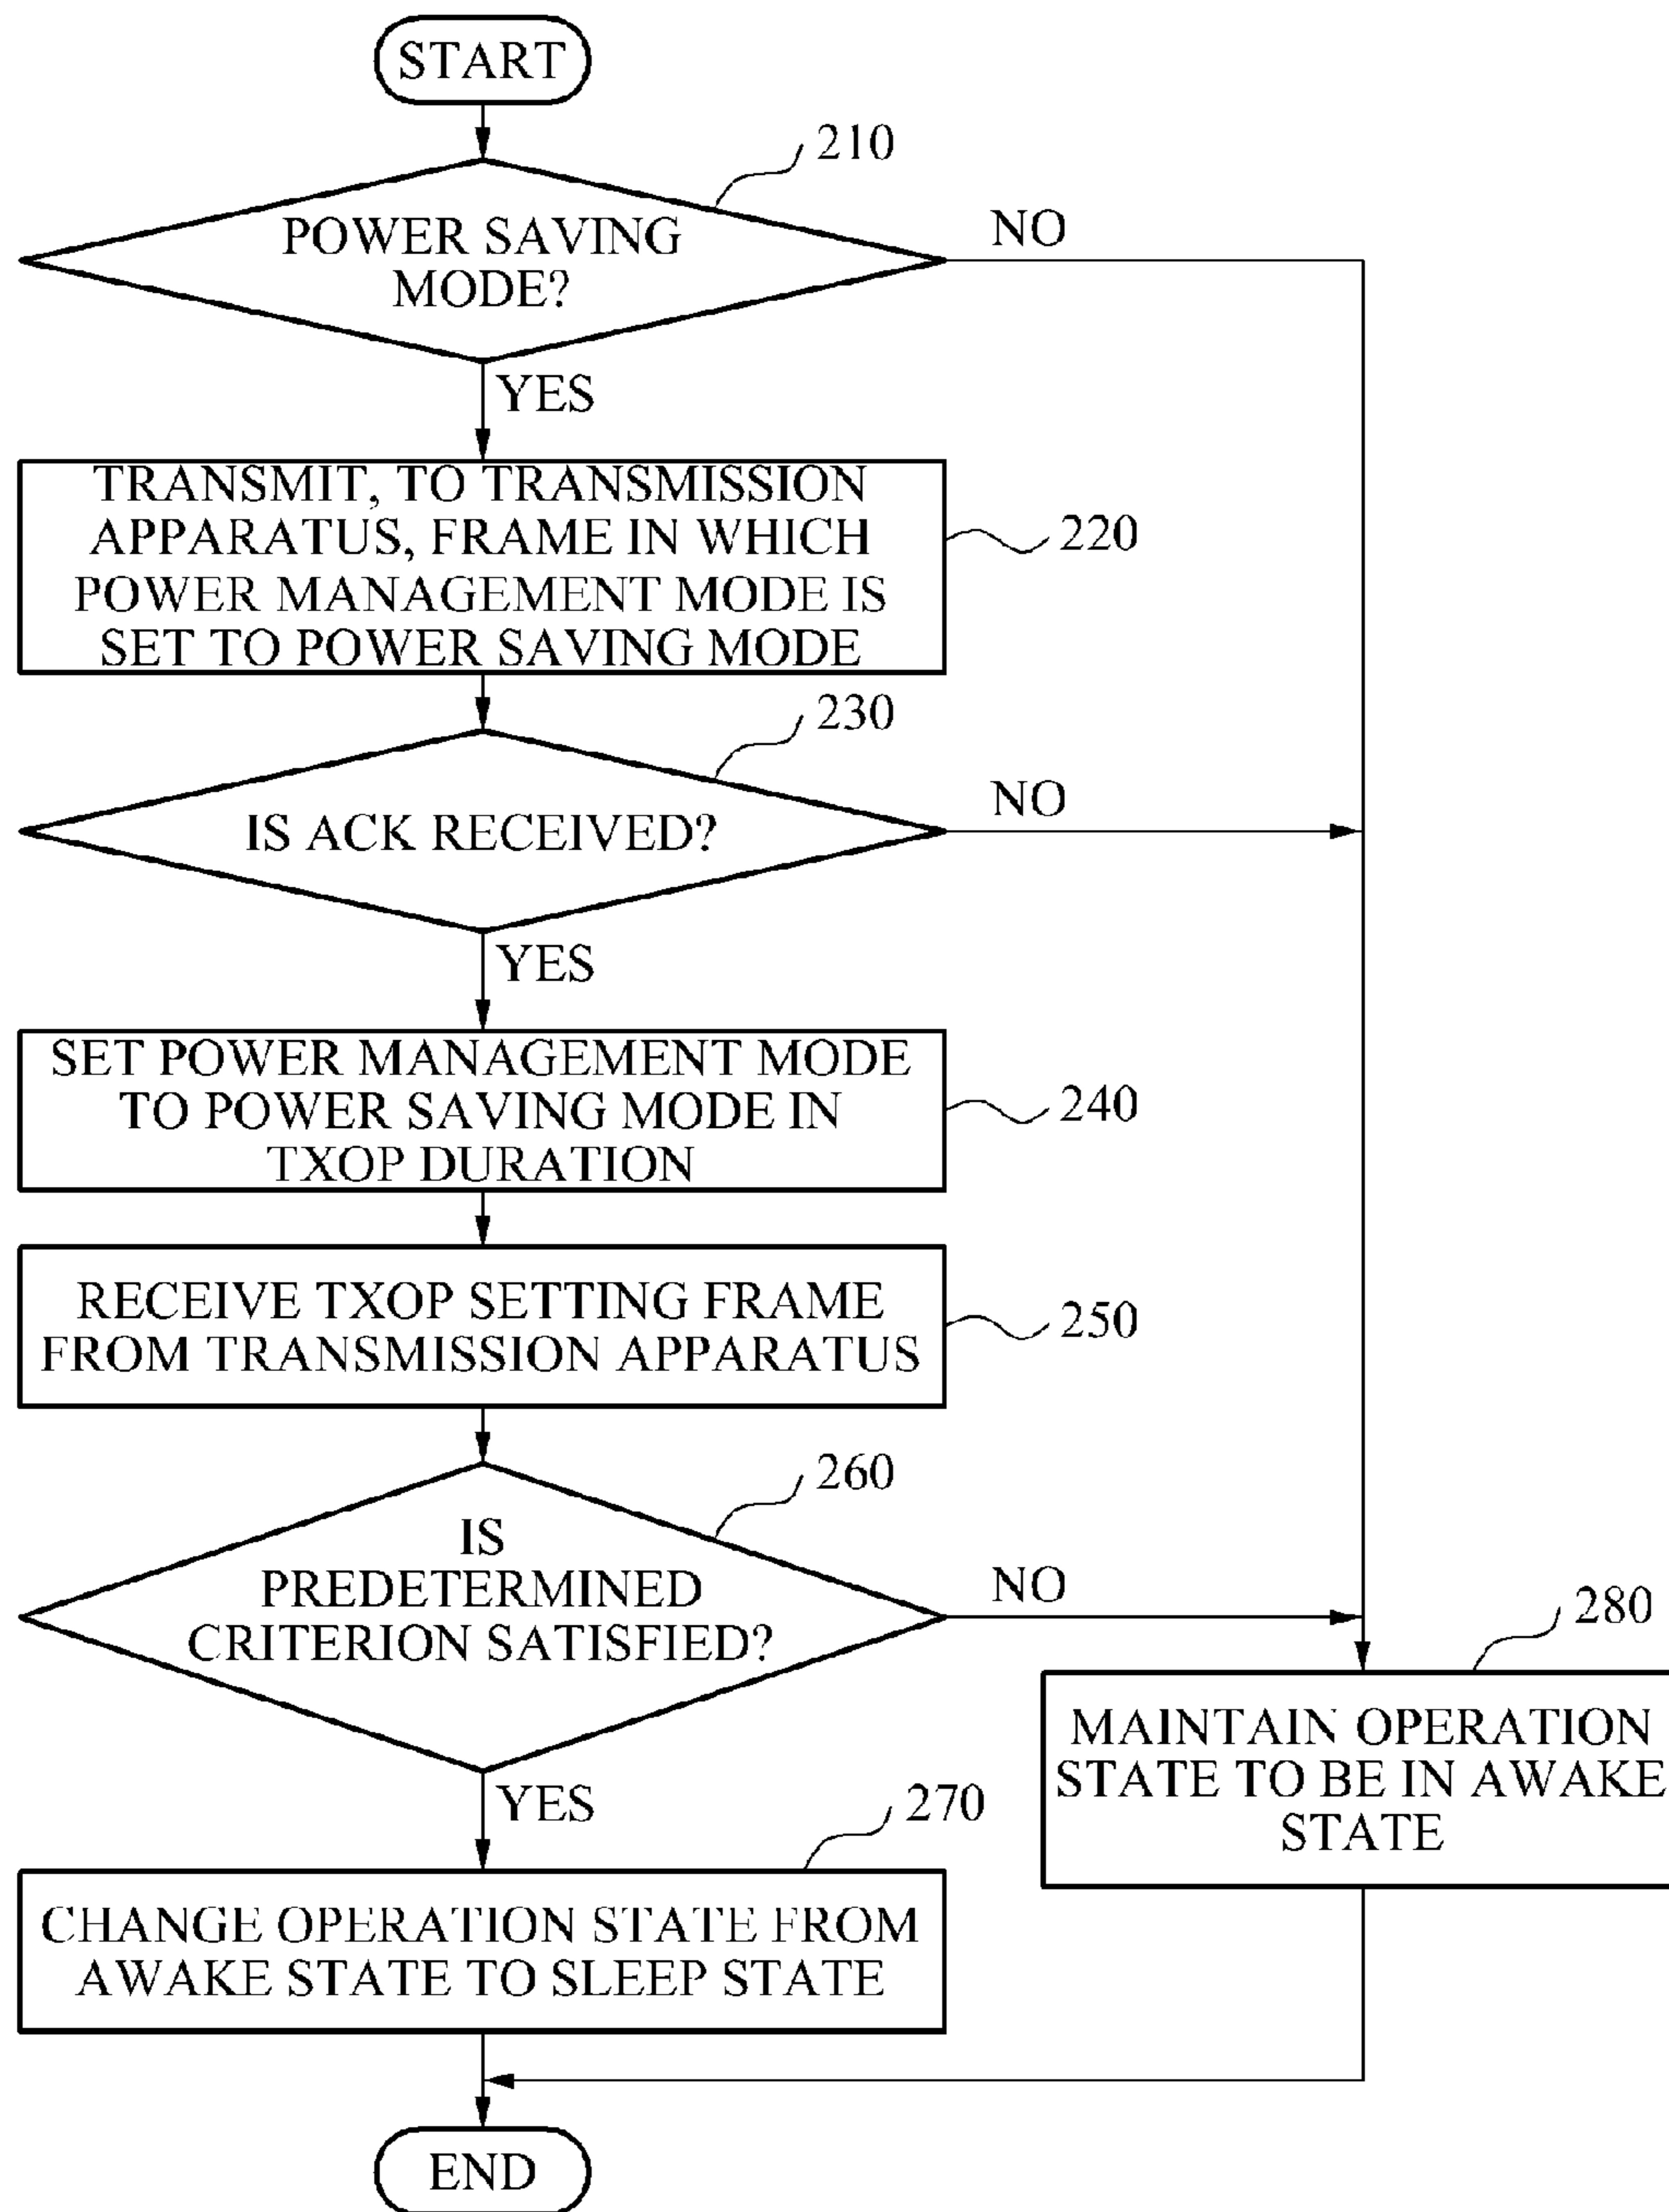 START
210
POWER SAVING
MODE?
NO
YES
TRANSMIT, TO TRANSMISSION
APPARATUS, FRAME IN WHICH
POWER MANAGEMENT MODE IS
SET TO POWER SAVING MODE
220
230
IS ACK RECEIVED?
NO
YES
SET POWER MANAGEMENT MODE
TO POWER SAVING MODE IN
TXOP DURATION
240
RECEIVE TXOP SETTING FRAME
FROM TRANSMISSION APPARATUS
250
260
IS
PREDETERMINED
CRITERION SATISFIED?
NO
YES
280
MAINTAIN OPERATION
STATE TO BE IN AWAKE
STATE
270
CHANGE OPERATION STATE FROM
AWAKE STATE TO SLEEP STATE
END